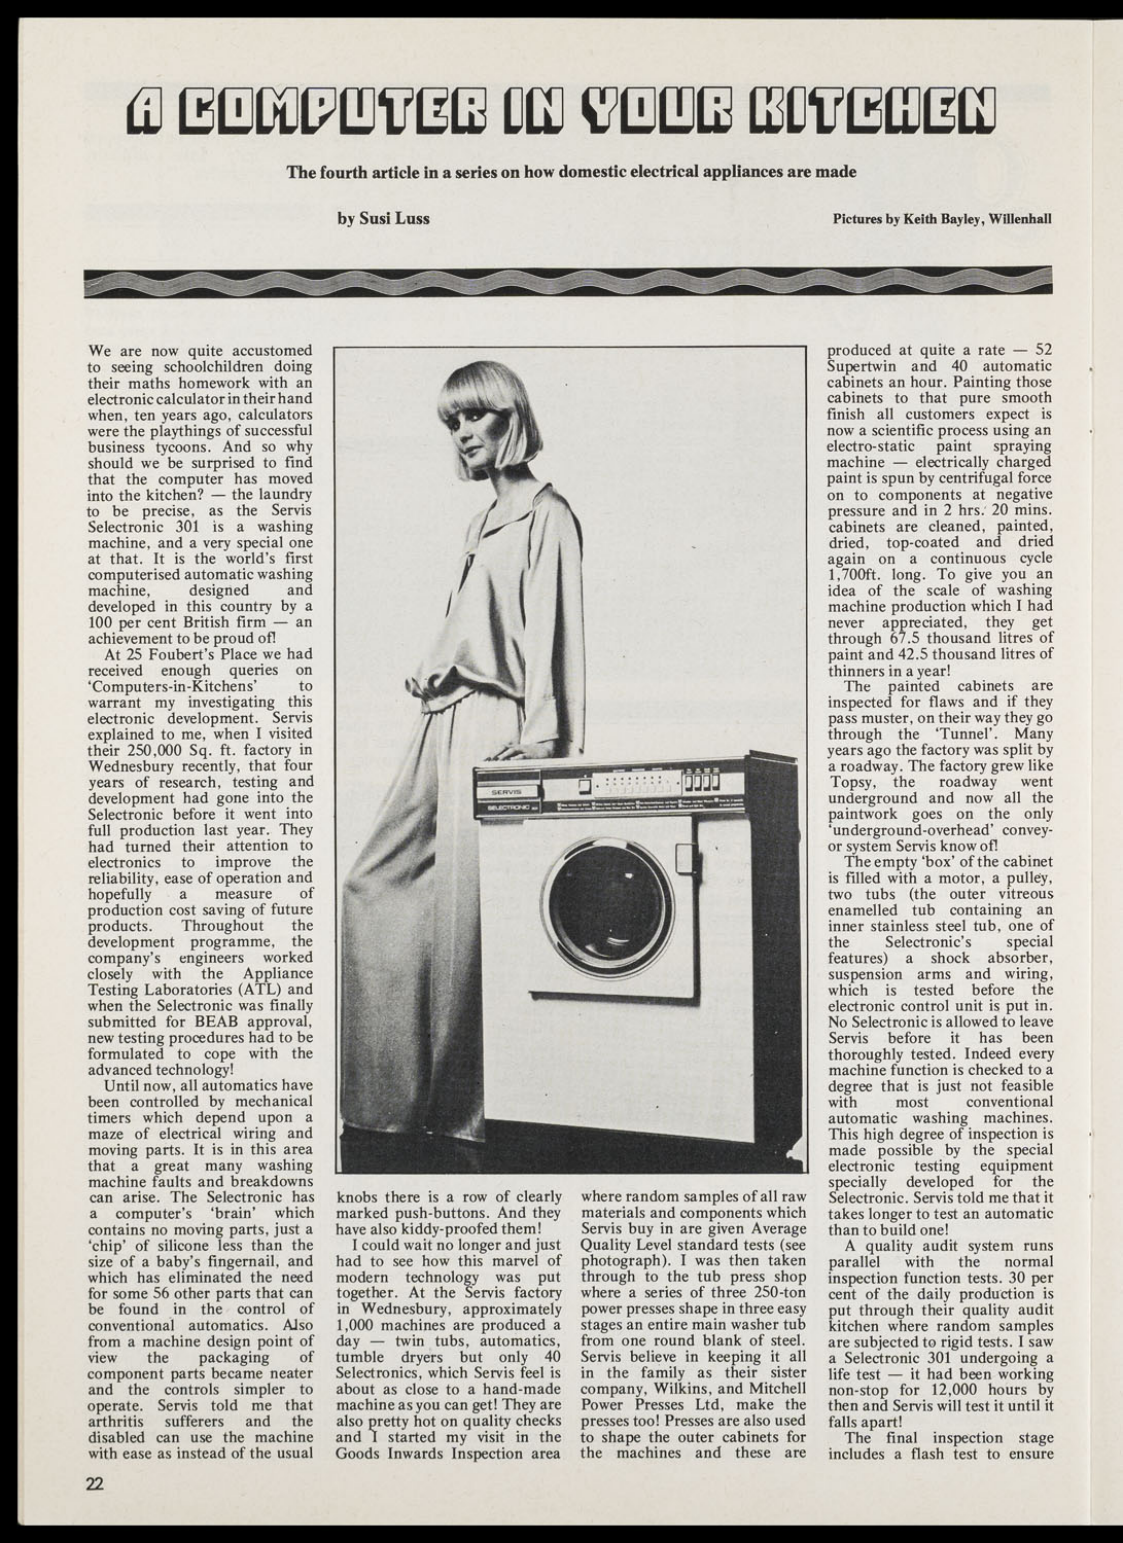 A COMPUTER IN YOUR KITCHEN
The fourth article in a series on how domestic electrical appliances are made
by Susi Luss
Pictures by Keith Bayley, Willenhall
We are now quite accustomed
to seeing schoolchildren doing
their maths homework with an
electronic calculator in their hand
when, ten years ago, calculators
were the playthings of successful
business tycoons. And so why
should we be surprised to find
that the computer has moved
into the kitchen? — the laundry
to be precise, as the Servis
Selectronic 301 is a washing
machine, and a very special one
at that. It is the world's first
computerised automatic washing
machine, designed and
developed in this country by a
100 per cent British firm — an
achievement to be proud of!
At 25 Foubert's Place we had
received enough queries on
'Computers-in-Kitchens' to
warrant my investigating this
electronic development. Servis
explained to me, when I visited
their 250,000 Sq. ft. factory in
Wednesbury recently, that four
years of research, testing and
development had gone into the
Selectronic before it went into
full production last year. They
had turned their attention to
electronics to improve the
reliability, ease of operation and
hopefully a measure of
production cost saving of future
products. Throughout the
development programme, the
company's engineers worked
closely with the Appliance
Testing Laboratories (ATL) and
when the Selectronic was finally
submitted for BEAB approval,
new testing procedures had to be
formulated to cope with the
advanced technology!
Until now, all automatics have
been controlled by mechanical
timers which depend upon a
maze of electrical wiring and
moving parts. It is in this area
that a great many washing
machine faults and breakdowns
can arise. The Selectronic has
a computer's 'brain' which
contains no moving parts, just a
'chip' of silicone less than the
size of a baby's fingernail, and
which has eliminated the need
for some 56 other parts that can
be found in the control of
conventional automatics. Also
from a machine design point of
view the packaging of
component parts became neater
and the controls simpler to
operate. Servis told me that
arthritis sufferers and the
disabled can use the machine
with ease as instead of the usual
SERVIS
SELECTRONIC
knobs there is a row of clearly
marked push-buttons. And they
have also kiddy-proofed them!
I could wait no longer and just
had to see how this marvel of
modern technology was put
together. At the Servis factory
in Wednesbury, approximately
1,000 machines are produced a
day — twin tubs, automatics,
tumble dryers but only 40
Selectronics, which Servis feel is
about as close to a hand-made
machine as you can get! They are
also pretty hot on quality checks
and I started my visit in the
Goods Inwards Inspection area
where random samples of all raw
materials and components which
Servis buy in are given Average
Quality Level standard tests (see
photograph). I was then taken
through to the tub press shop
where a series of three 250-ton
power presses shape in three easy
stages an entire main washer tub
from one round blank of steel.
Servis believe in keeping it all
in the family as their sister
company, Wilkins, and Mitchell
Power Presses Ltd, make the
presses too! Presses are also used
to shape the outer cabinets for
the machines and these are
produced at quite a rate — 52
Supertwin and 40 automatic
cabinets an hour. Painting those
cabinets to that pure smooth
finish all customers expect is
now a scientific process using an
electro-static paint spraying
machine — electrically charged
paint is spun by centrifugal force
on to components at negative
pressure and in 2 hrs. 20 mins.
cabinets are cleaned, painted,
dried, top-coated and dried
again on a continuous cycle
1,700ft. long. To give you an
idea of the scale of washing
machine production which I had
never appreciated, they get
through 67.5 thousand litres of
paint and 42.5 thousand litres of
thinners in a year!
The painted cabinets are
inspected for flaws and if they
pass muster, on their way they go
through the 'Tunnel'. Many
years ago the factory was split by
a roadway. The factory grew like
Topsy, the roadway went
underground and now all the
paintwork goes on the only
'underground-overhead' convey-
or system Servis know of!
The empty 'box' of the cabinet
is filled with a motor, a pulley,
two tubs (the outer vitreous
enamelled tub containing an
inner stainless steel tub, one of
the Selectronic's special
features) a shock absorber,
suspension arms and wiring,
which is tested before the
electronic control unit is put in.
No Selectronic is allowed to leave
Servis before it has been
thoroughly tested. Indeed every
machine function is checked to a
degree that is just not feasible
with most conventional
automatic washing machines.
This high degree of inspection is
made possible by the special
electronic testing equipment
specially developed for the
Selectronic. Servis told me that it
takes longer to test an automatic
than to build one!
A quality audit system runs
parallel with the normal
inspection function tests. 30 per
cent of the daily production is
put through their quality audit
kitchen where random samples
are subjected to rigid tests. I saw
a Selectronic 301 undergoing a
life test — it had been working
non-stop for 12,000 hours by
then and Servis will test it until it
falls apart!
The final inspection stage
includes a flash test to ensure
22